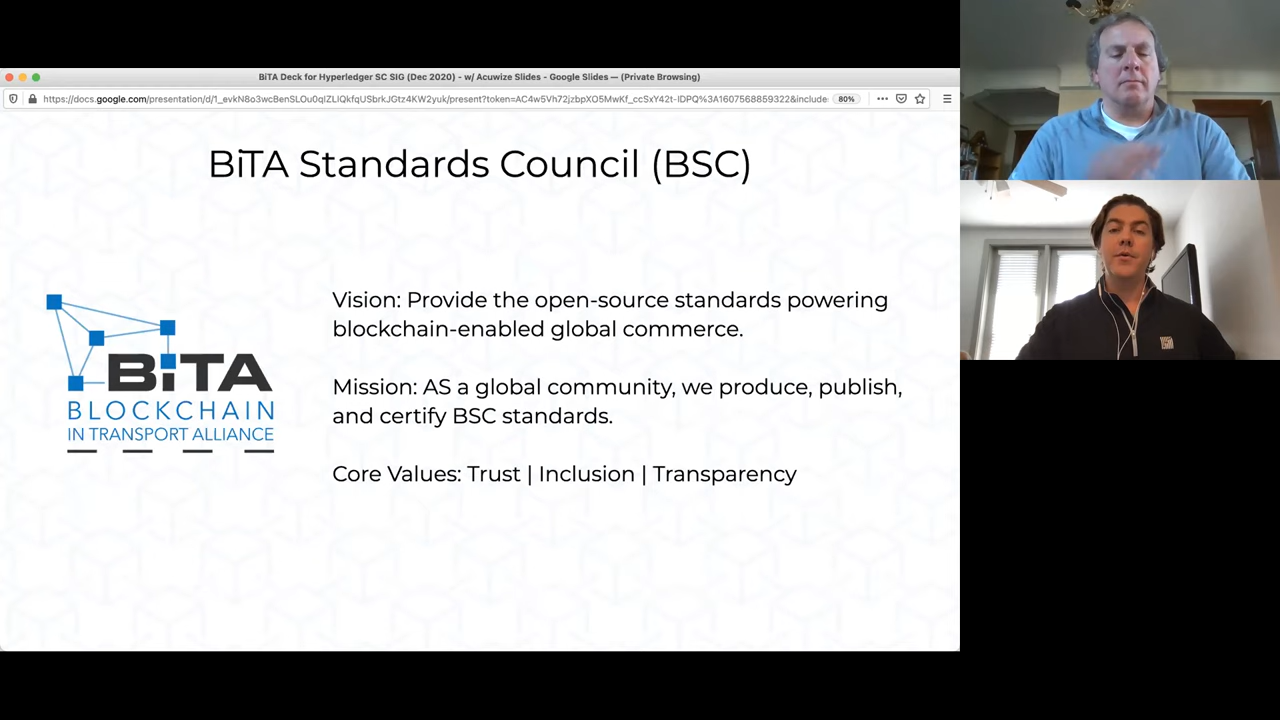 BiTA Deck for Hyperledger SC SIG (Dec 2020) - w/ Acuwize Slides - Google Slides — (Private Browsing)
80%
BiTA Standards Council (BSC)
Vision: Provide the open-source standards powering
blockchain-enabled global commerce.
Mission: AS a global community, we produce, publish,
and certify BSC standards.
Core Values: Trust | Inclusion | Transparency
BiTA
BLOCKCHAIN
IN TRANSPORT ALLIANCE